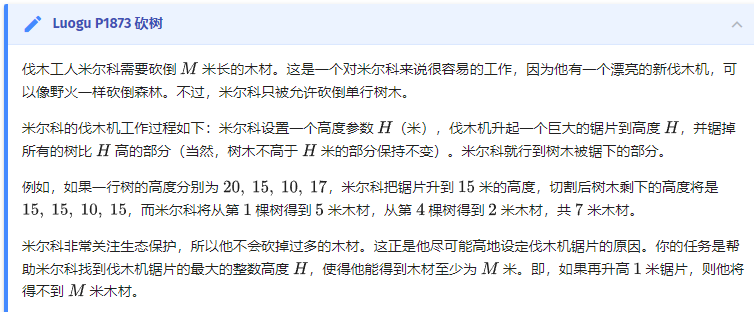 Luogu P1873 砍树
伐木工人米尔科需要砍倒 M 米长的木材。这是一个对米尔科来说很容易的工作，因为他有一个漂亮的新伐木机，可
以像野火一样砍倒森林。不过，米尔科只被允许砍倒单行树木。
米尔科的伐木机工作过程如下：米尔科设置一个高度参数 H（米），伐木机升起一个巨大的锯片到高度 H，并锯掉
所有的树比 H 高的部分（当然，树木不高于 H 米的部分保持不变）。米尔科就行到树木被锯下的部分。
例如，如果一行树的高度分别为 20, 15, 10, 17，米尔科把锯片升到 15 米的高度，切割后树木剩下的高度将是
15, 15, 10, 15，而米尔科将从第 1 棵树得到 5 米木材，从第 4 棵树得到 2 米木材，共 7 米木材。
米尔科非常关注生态保护，所以他不会砍掉过多的木材。这正是他尽可能高地设定伐木机锯片的原因。你的任务是帮
助米尔科找到伐木机锯片的最大的整数高度 H，使得他能得到木材至少为 M 米。即，如果再升高 1 米锯片，则他将
得不到 M 米木材。